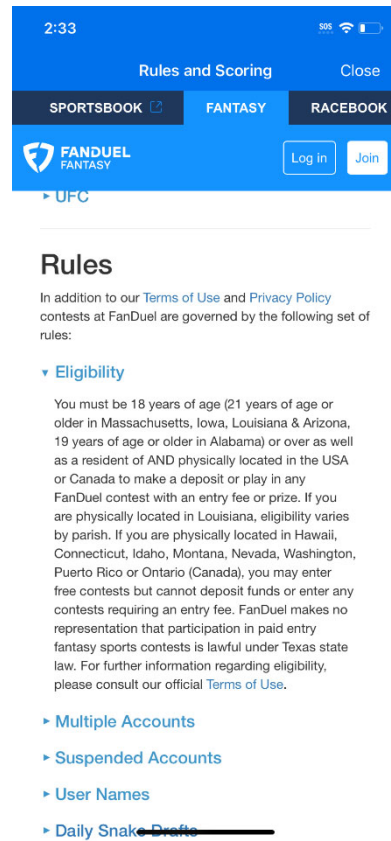 2:33 SOS
Rules and Scoring Close
SPORTSBOOK FANTASY RACEBOOK
FANDUEL
FANTASY
Log in Join
UFC
Rules
In addition to our Terms of Use and Privacy Policy
contests at FanDuel are governed by the following set of
rules:
Eligibility
You must be 18 years of age (21 years of age or
older in Massachusetts, Iowa, Louisiana & Arizona,
19 years of age or older in Alabama) or over as well
as a resident of AND physically located in the USA
or Canada to make a deposit or play in any
FanDuel contest with an entry fee or prize. If you
are physically located in Louisiana, eligibility varies
by parish. If you are physically located in Hawaii,
Connecticut, Idaho, Montana, Nevada, Washington,
Puerto Rico or Ontario (Canada), you may enter
free contests but cannot deposit funds or enter any
contests requiring an entry fee. FanDuel makes no
representation that participation in paid entry
fantasy sports contests is lawful under Texas state
law. For further information regarding eligibility,
please consult our official Terms of Use.
Multiple Accounts
Suspended Accounts
User Names
Daily Snake Drafts